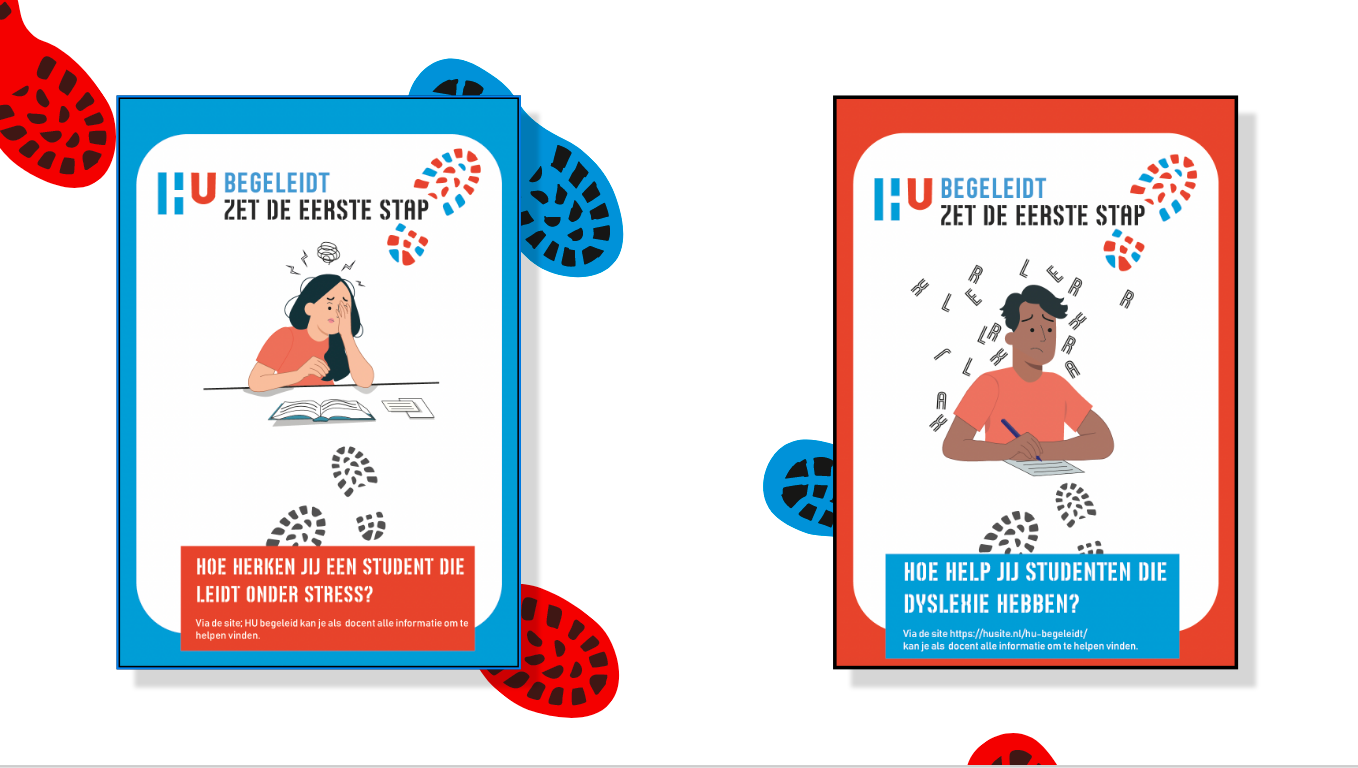 HU BEGELEIDT
ZET DE EERSTE STAP
HOE HERKEN JIJ EEN STUDENT DIE
LEIDT ONDER STRESS?
Via de site; HU begeleid kan je als docent alle informatie om te
helpen vinden.
HU BEGELEIDT
ZET DE EERSTE STAP
R L E R R
K L E
L R K
K R
J L A
A
K
HOE HELP JIJ STUDENTEN DIE
DYSLEXIE HEBBEN?
Via de site https://husite.nl/hu-begeleidt/
kan je als docent alle informatie om te helpen vinden.